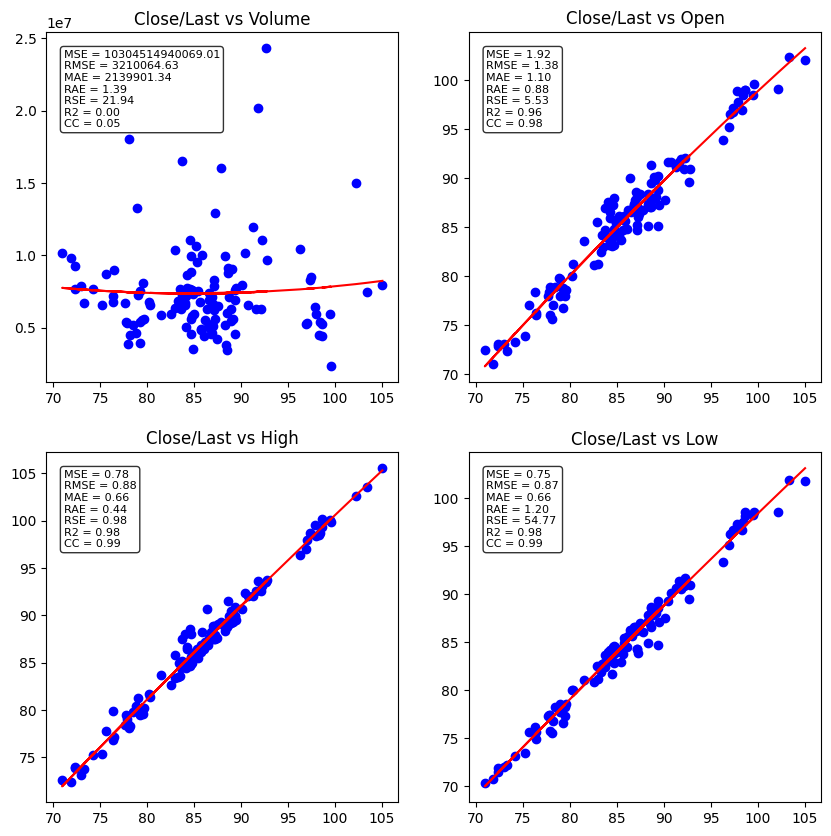 Close/Last vs Volume
1e7
2.5
2.0
1.5
1.0
0.5
MSE = 10304514940069.01
RMSE = 3210064.63
MAE = 2139901.34
RAE = 1.39
RSE = 21.94
R2 = 0.00
CC = 0.05
70 75 80 85 90 95 100 105
Close/Last vs Open
100
95
90
85
80
75
70
MSE = 1.92
RMSE = 1.38
MAE = 1.10
RAE = 0.88
RSE = 5.53
R2 = 0.96
CC = 0.98
70 75 80 85 90 95 100 105
Close/Last vs High
105
100
95
90
85
80
75
MSE = 0.78
RMSE = 0.88
MAE = 0.66
RAE = 0.44
RSE = 0.98
R2 = 0.98
CC = 0.99
70 75 80 85 90 95 100 105
Close/Last vs Low
100
95
90
85
80
75
70
MSE = 0.75
RMSE = 0.87
MAE = 0.66
RAE = 1.20
RSE = 54.77
R2 = 0.98
CC = 0.99
70 75 80 85 90 95 100 105